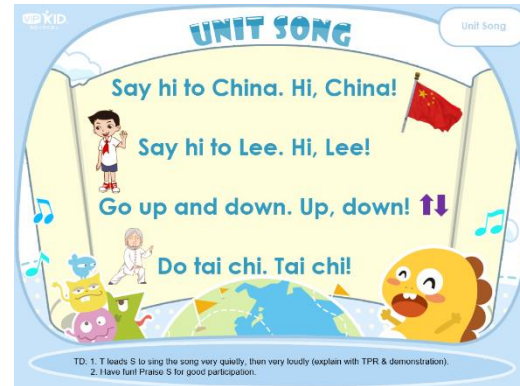 VIPKID
Unit Song
UNIT SONG
Say hi to China. Hi, China!
Say hi to Lee. Hi, Lee!
Go up and down. Up, down!
Do tai chi. Tai chi!
TD: 1. T leads S to sing the song very quietly, then very loudly (explain with TPR & demonstration).
2. Have fun! Praise S for good participation.